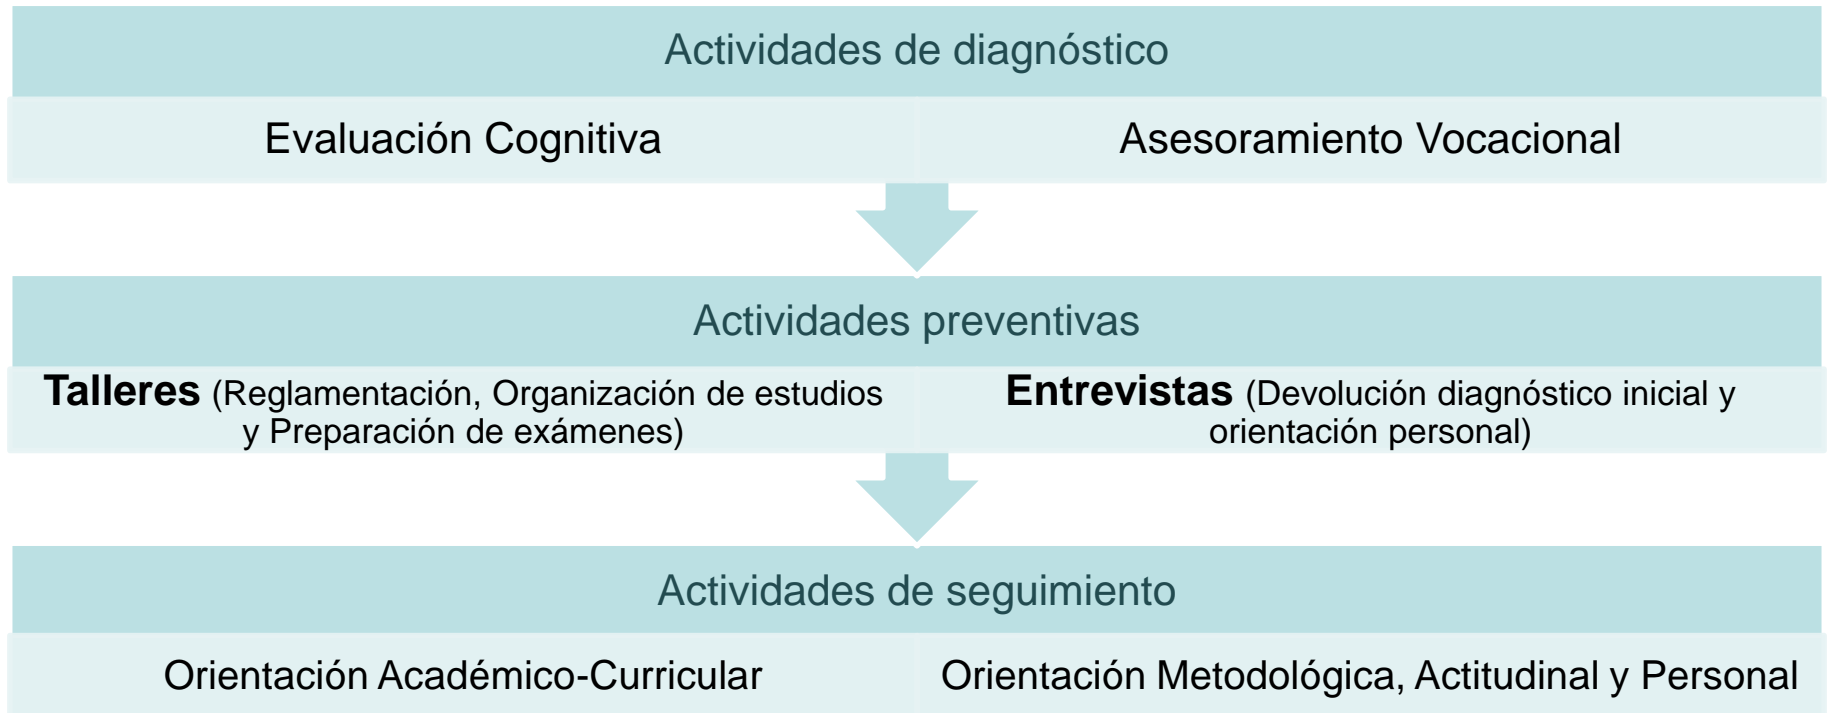 Actividades de diagnóstico
Evaluación Cognitiva
Asesoramiento Vocacional
Actividades preventivas
Talleres (Reglamentación, Organización de estudios
y Preparación de exámenes)
Entrevistas (Devolución diagnóstico inicial y
orientación personal)
Actividades de seguimiento
Orientación Académico-Curricular
Orientación Metodológica, Actitudinal y Personal